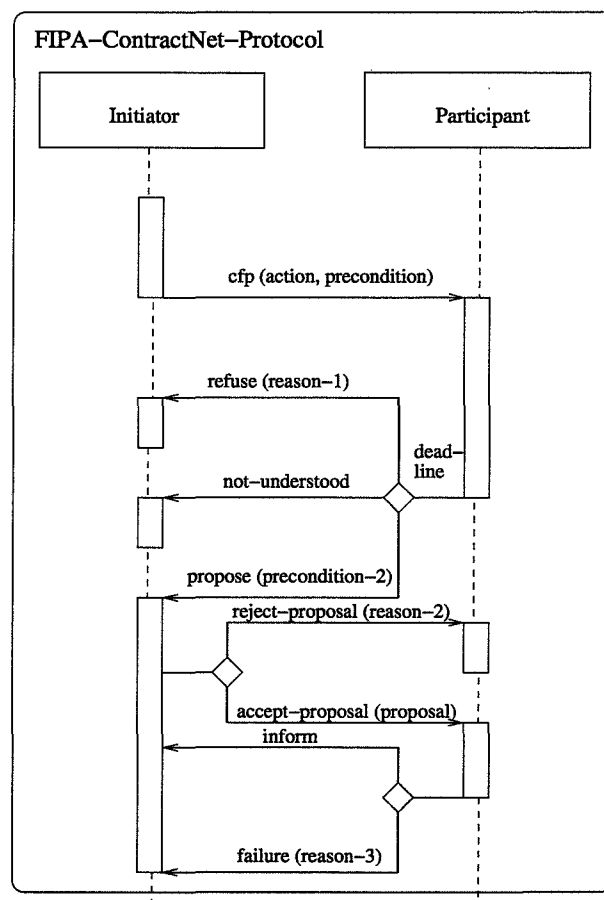 FIPA–ContractNet–Protocol
Initiator
Participant
cfp (action, precondition)
refuse (reason–1)
dead–
line
not–understood
propose (precondition–2)
reject–proposal (reason–2)
accept–proposal (proposal)
inform
failure (reason–3)